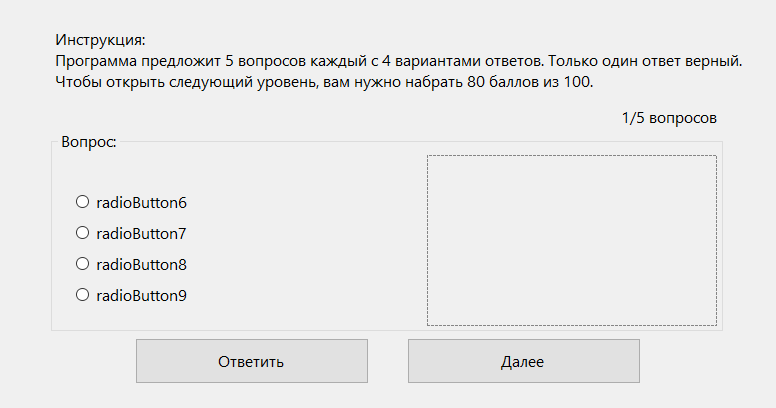 Инструкция:
Программа предложит 5 вопросов каждый с 4 вариантами ответов. Только один ответ верный.
Чтобы открыть следующий уровень, вам нужно набрать 80 баллов из 100.
1/5 вопросов
Вопрос:
radioButton6
radioButton7
radioButton8
radioButton9
Ответить
Далее